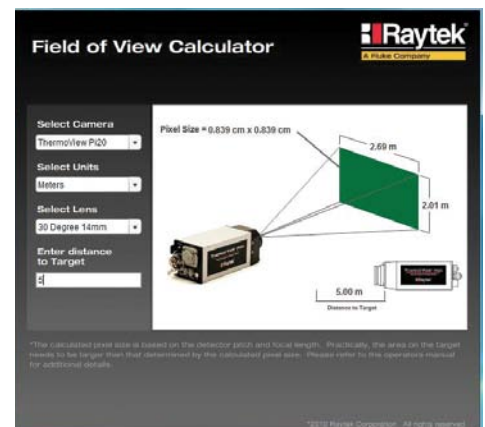 Field of View Calculator
Raytek
A Fluke Company
Select Camera
ThermoView Pi20
Select Units
Meters
Select Lens
30 Degree 14mm
Enter distance
to Target
5
Pixel Size = 0.839 cm x 0.839 cm
2.69 m
2.01 m
5.00 m
Distance to Target
*The calculated pixel size is based on the detector pitch and focal length. Practically, the area on the target
needs to be larger than that determined by the calculated pixel size. Please refer to the operators manual
for additional details.
*2010 Raytek Corporation All rights reserved